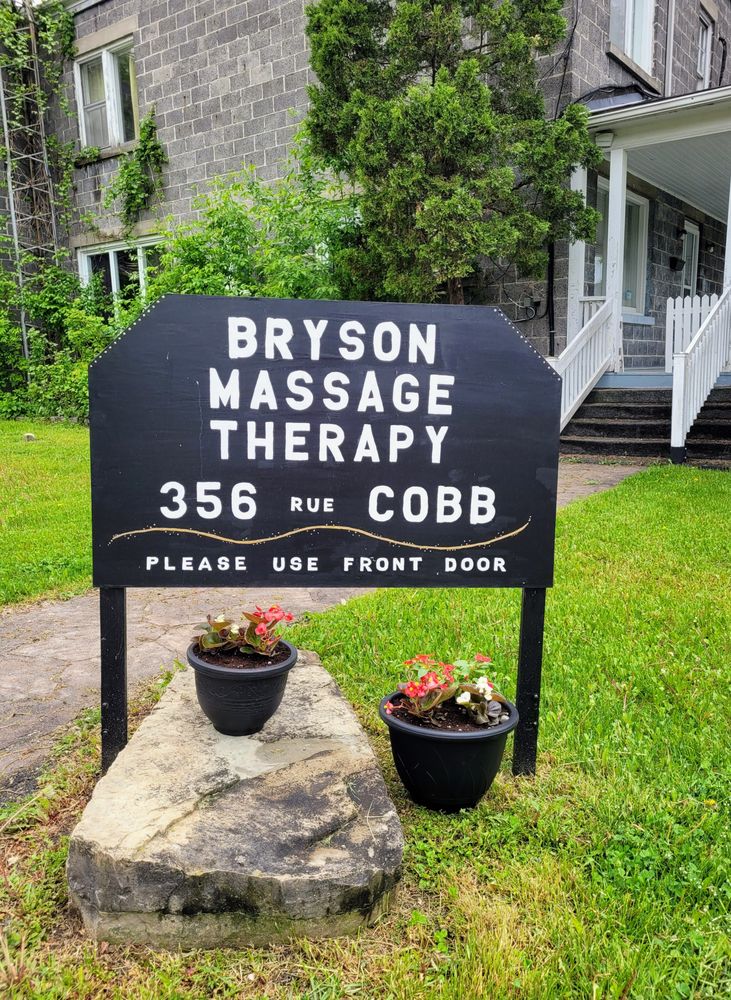 BRYSON
MASSAGE
THERAPY
356 RUE COBB
PLEASE USE FRONT DOOR